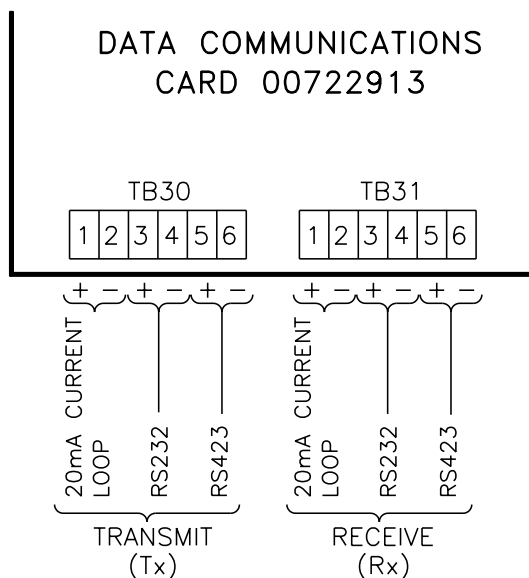 DATA COMMUNICATIONS
CARD 00722913
TB30 TB31
1 2 3 4 5 6 1 2 3 4 5 6
+ − + − + − + − + − + −
20mA CURRENT
LOOP
RS232
RS423
20mA CURRENT
LOOP
RS232
RS423
TRANSMIT
(Tx)
RECEIVE
(Rx)